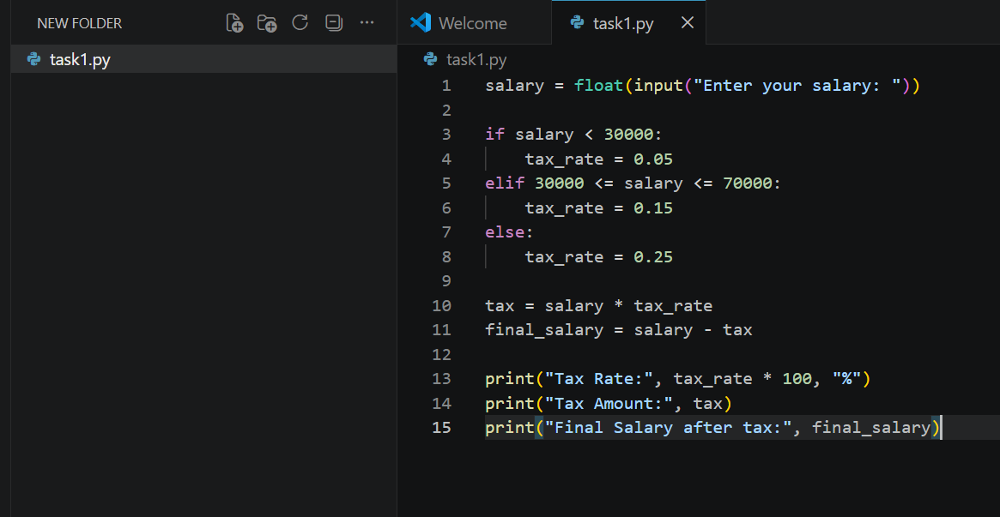 NEW FOLDER
task1.py
Welcome
task1.py
task1.py
1 salary = float(input("Enter your salary: "))
2
3 if salary < 30000:
4     tax_rate = 0.05
5 elif 30000 <= salary <= 70000:
6     tax_rate = 0.15
7 else:
8     tax_rate = 0.25
9
10 tax = salary * tax_rate
11 final_salary = salary - tax
12
13 print("Tax Rate:", tax_rate * 100, "%")
14 print("Tax Amount:", tax)
15 print("Final Salary after tax:", final_salary)